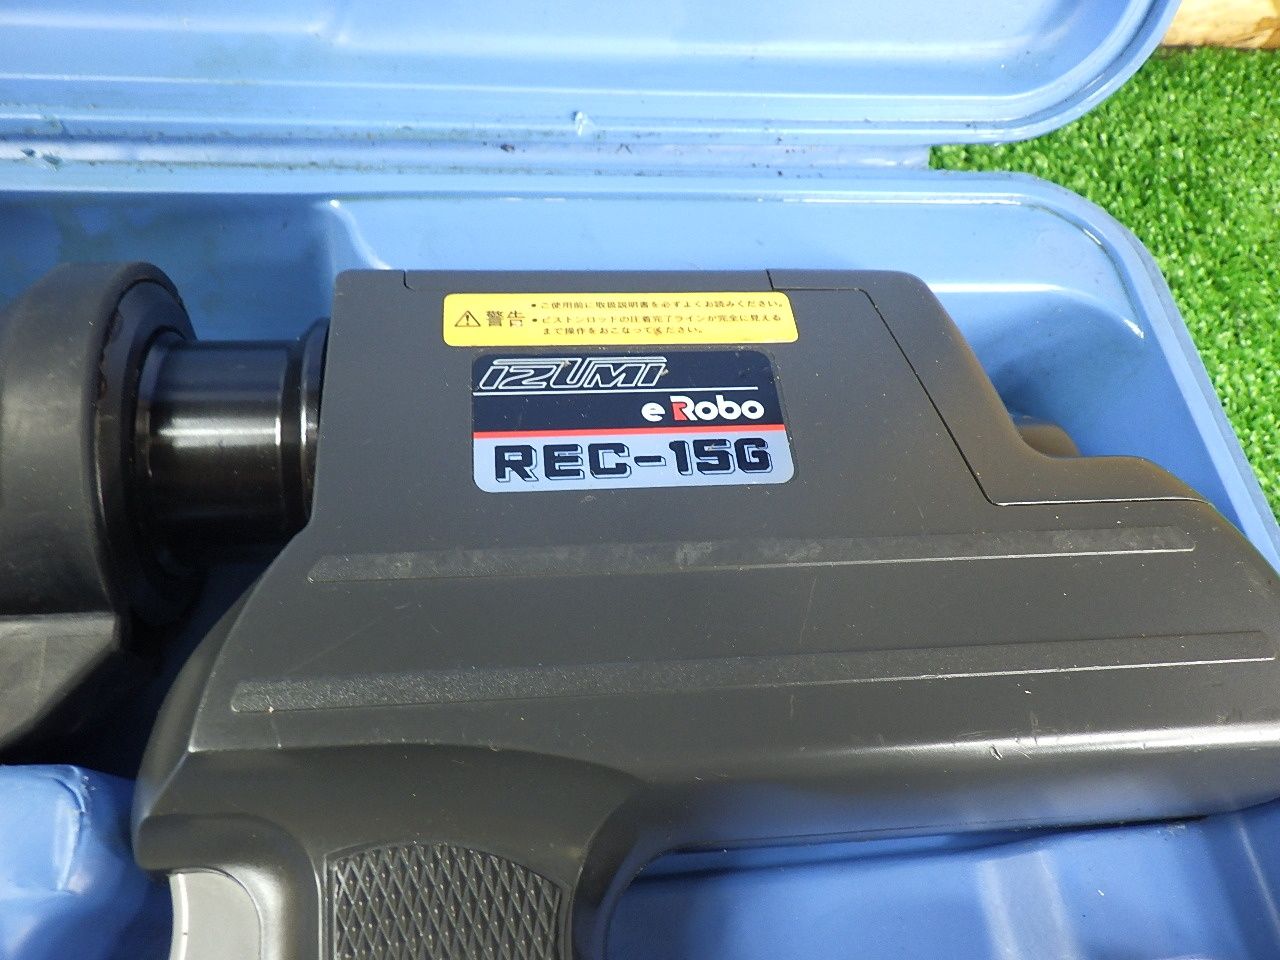 警告
・ご使用前に取扱説明書を必ずよくお読みください。
・ピストンロッドの圧着完了ラインが完全に見える
まで操作をおこなってください。
IZUMI
e Robo
REC-15G